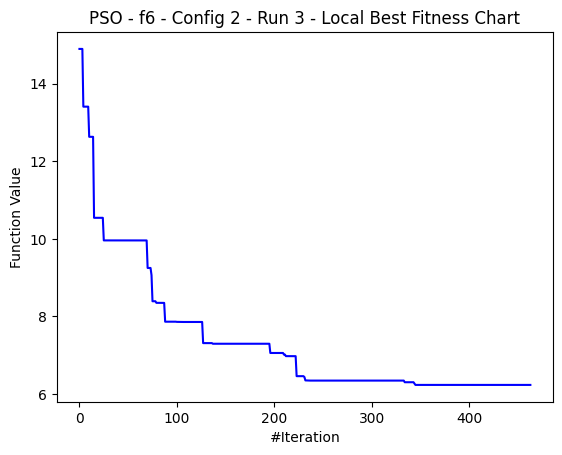 PSO - f6 - Config 2 - Run 3 - Local Best Fitness Chart
Function Value
14
12
10
8
6
0 100 200 300 400
#Iteration